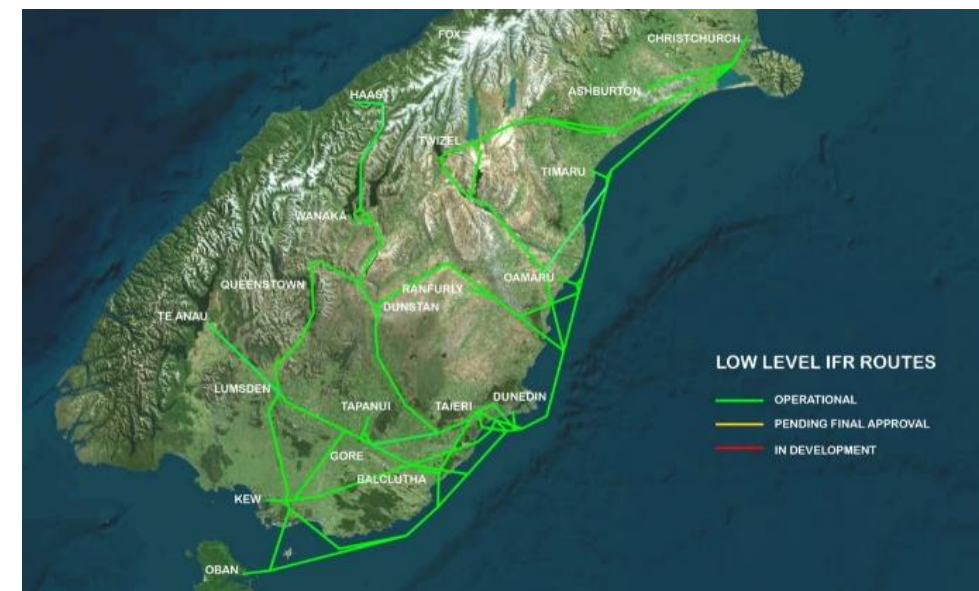 FOX
CHRISTCHURCH
HAAST
ASHBURTON
TWIZEL
TIMARU
WANAKA
OAMARU
QUEENSTOWN
RANFURLY
DUNSTAN
TE ANAU
LOW LEVEL IFR ROUTES
LUMSDEN
OPERATIONAL
TAPANUI
TAIERI
DUNEDIN
PENDING FINAL APPROVAL
GORE
IN DEVELOPMENT
BALCLUTHA
KEW
OBAN